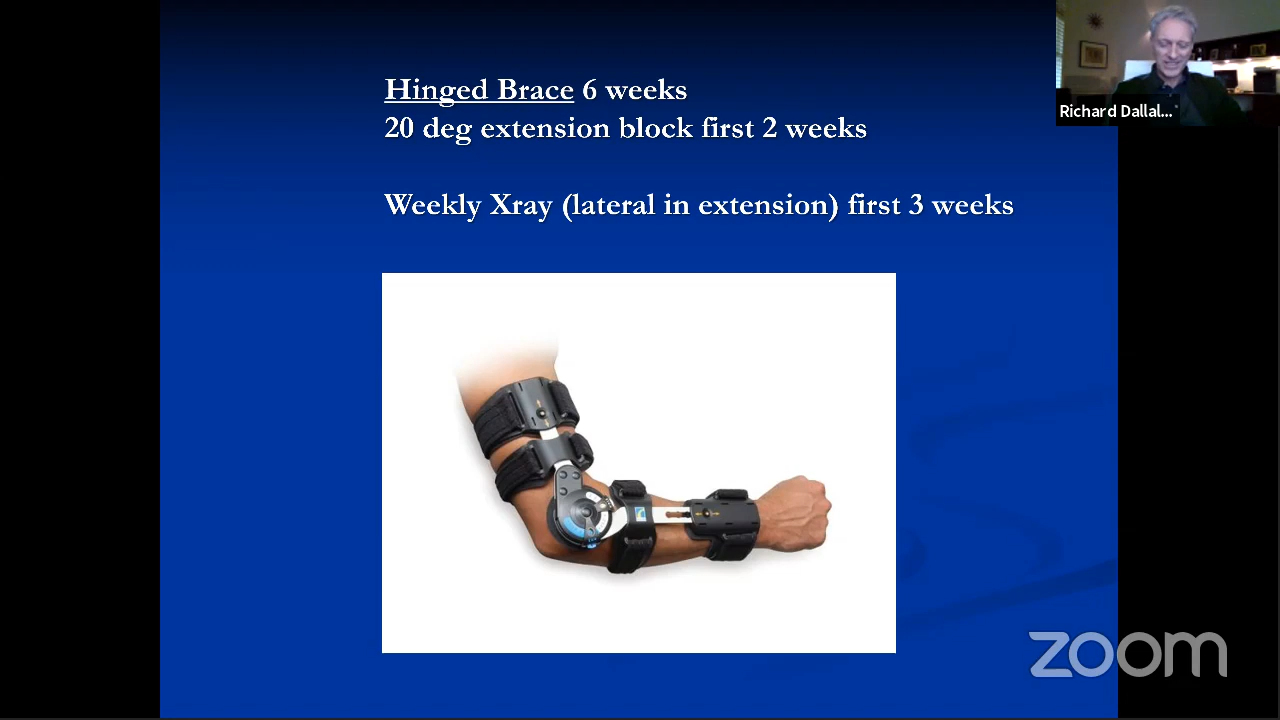 Hinged Brace 6 weeks
20 deg extension block first 2 weeks
Weekly Xray (lateral in extension) first 3 weeks
Richard Dallal...
zoom